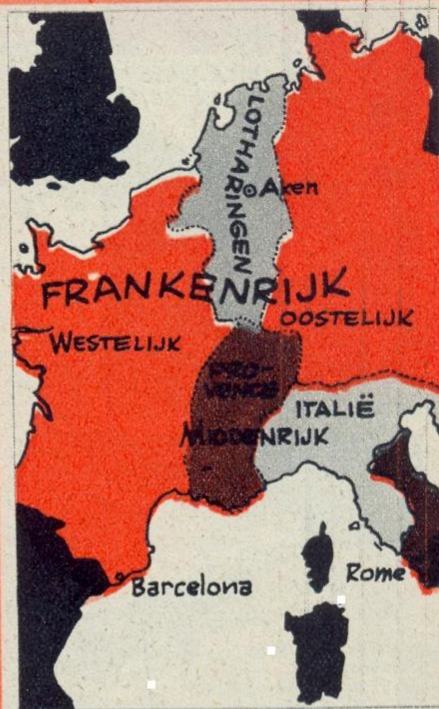 LOTHARINGEN
Aken
FRANKENRIJK
OOSTELIJK
WESTELIJK
PRO-
VENCE
ITALIË
MIDDENRIJK
Barcelona
Rome